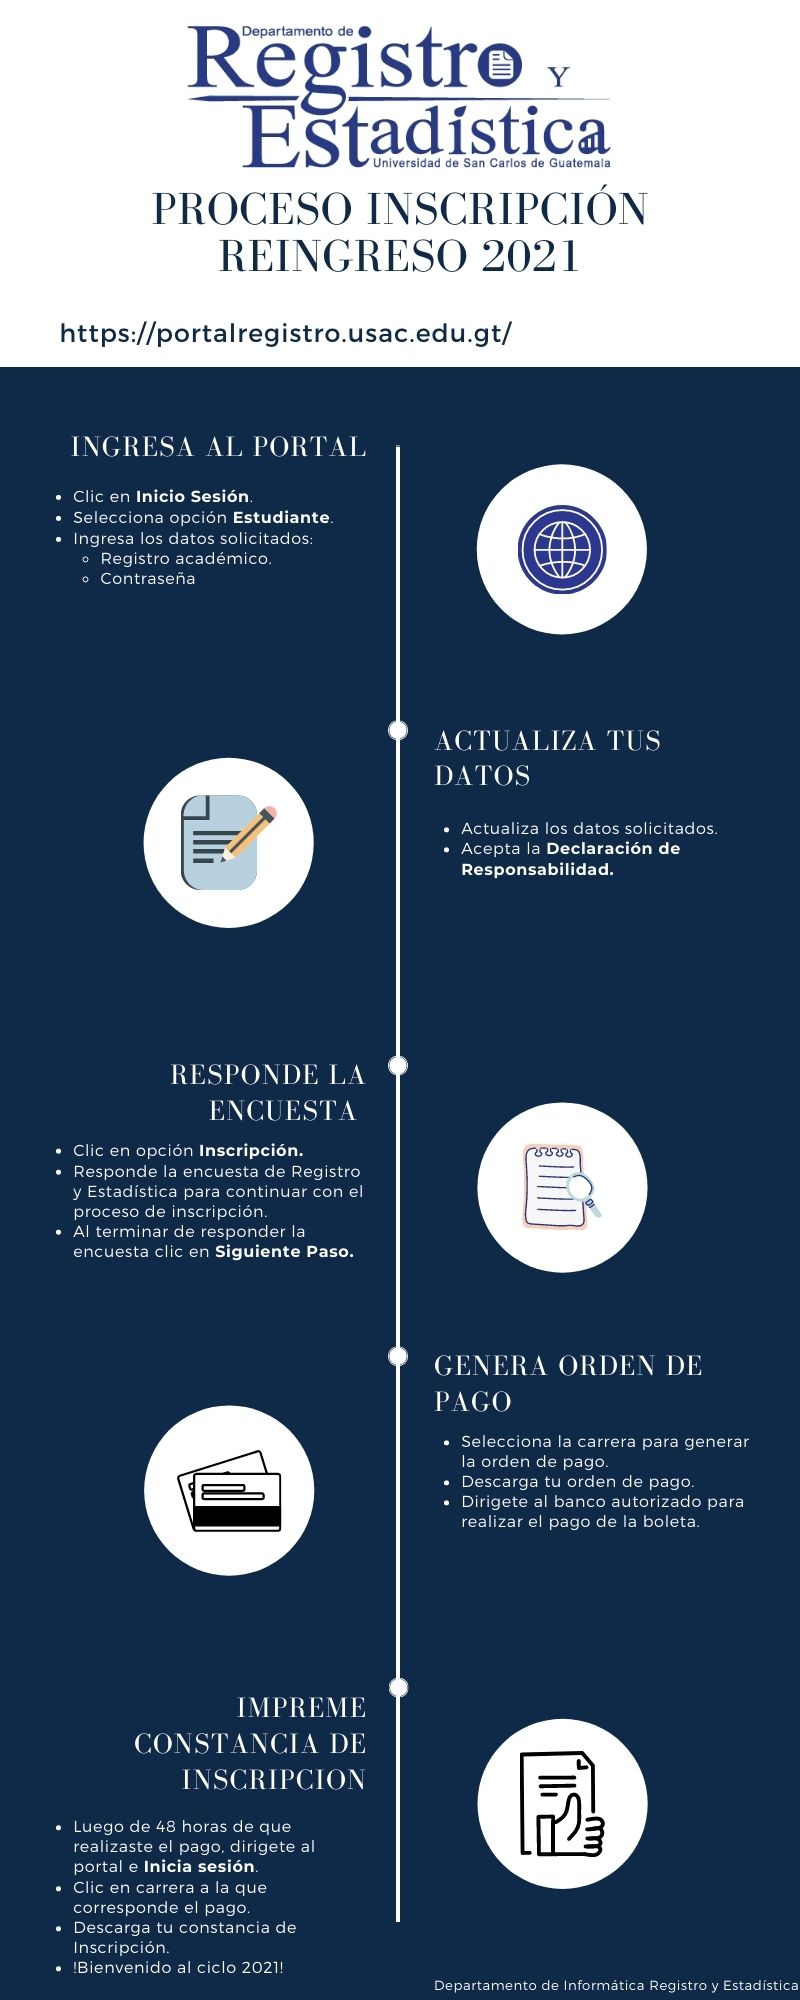 Departamento de
Registro Y
Estadística
Universidad de San Carlos de Guatemala
PROCESO INSCRIPCIÓN
REINGRESO 2021
https://portalregistro.usac.edu.gt/
INGRESA AL PORTAL
• Clic en Inicio Sesión.
• Selecciona opción Estudiante.
• Ingresa los datos solicitados:
◦ Registro académico.
◦ Contraseña
ACTUALIZA TUS
DATOS
• Actualiza los datos solicitados.
• Acepta la Declaración de
Responsabilidad.
RESPONDE LA
ENCUESTA
• Clic en opción Inscripción.
• Responde la encuesta de Registro
y Estadística para continuar con el
proceso de inscripción.
• Al terminar de responder la
encuesta clic en Siguiente Paso.
GENERA ORDEN DE
PAGO
• Selecciona la carrera para generar
la orden de pago.
• Descarga tu orden de pago.
• Dirigete al banco autorizado para
realizar el pago de la boleta.
IMPREME
CONSTANCIA DE
INSCRIPCION
• Luego de 48 horas de que
realizaste el pago, dirigete al
portal e Inicia sesión.
• Clic en carrera a la que
corresponde el pago.
• Descarga tu constancia de
Inscripción.
• !Bienvenido al ciclo 2021!
Departamento de Informática Registro y Estadística